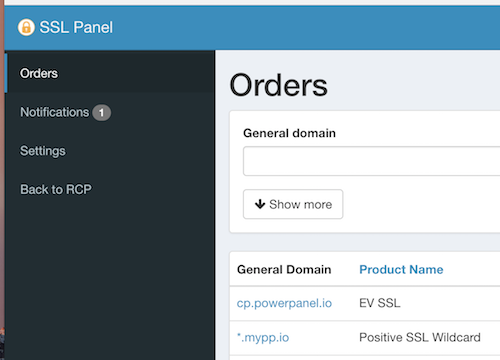 SSL Panel
Orders
Notifications 1
Settings
Back to RCP
Orders
General domain
Show more
General Domain Product Name
cp.powerpanel.io EV SSL
*.mypp.io Positive SSL Wildcard